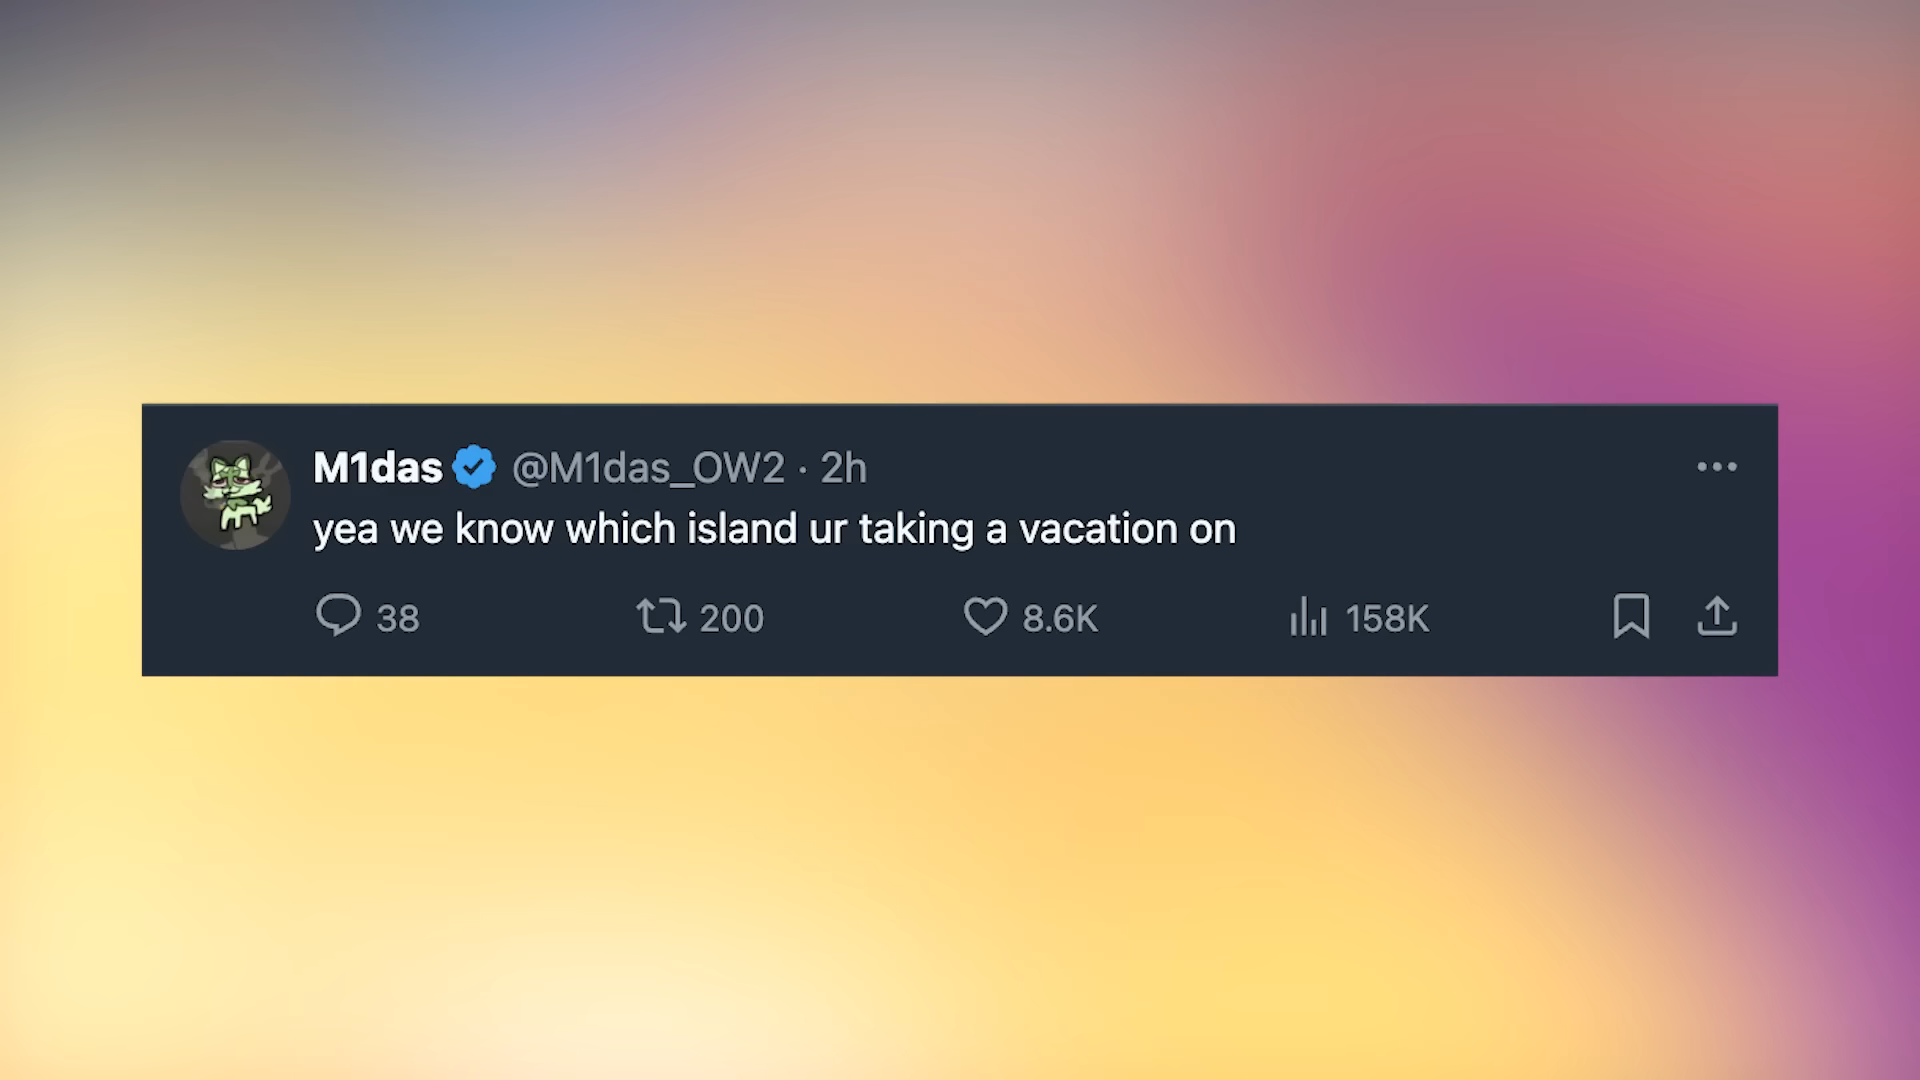 M1das @M1das_OW2 · 2h
yea we know which island ur taking a vacation on
38 200 8.6K 158K